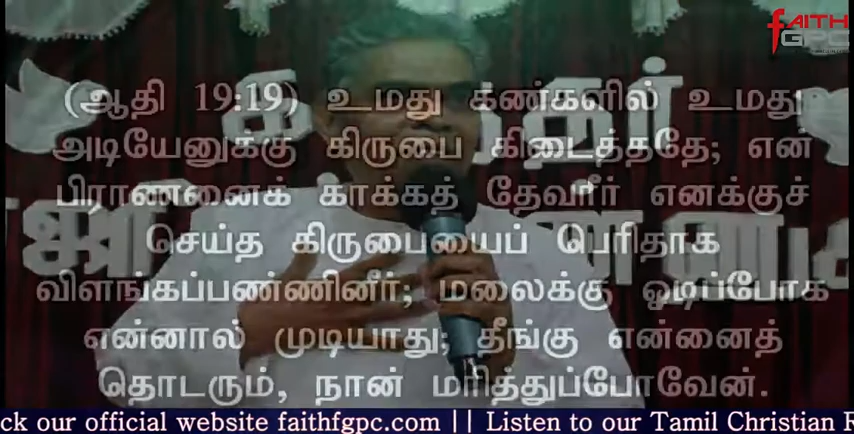 FAITH
GPC
(ஆதி 19:19) உமது கண்களில் உமது
அடியேனுக்கு கிருபை கிடைத்ததே; என்
பிராணனைக் காக்கத் தேவரீர் எனக்குச்
செய்த கிருபையைப் பெரிதாக
விளங்கப்பண்ணினீர்; மலைக்கு ஓடிப்போக
என்னால் முடியாது; தீங்கு என்னைத்
தொடரும், நான் மரித்துப்போவேன்.
ck our official website faithfgpc.com || Listen to our Tamil Christian R